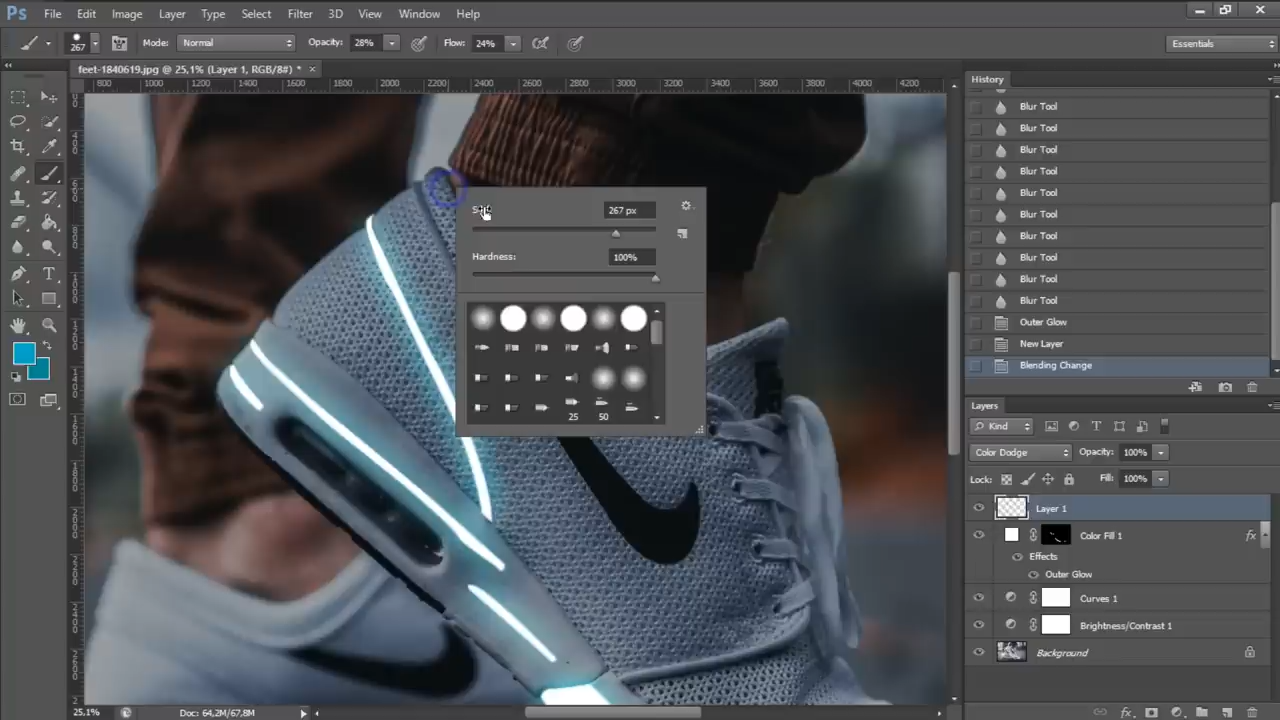 Ps File Edit Image Layer Type Select Filter 3D View Window Help
267 Mode: Normal Opacity: 28% Flow: 24% Essentials
feet-1840619.jpg @ 25,1% (Layer 1, RGB/8#) * ×
800 1000 1200 1400 1600 1800 2000 2200 2400 2600 2800 3000 3200 3400 3600 3800 4000 4200
History
Blur Tool
Blur Tool
Blur Tool
Blur Tool
Blur Tool
Blur Tool
Blur Tool
Blur Tool
Blur Tool
Blur Tool
Outer Glow
New Layer
Blending Change
267 px
Hardness: 100%
25 50
Layers
Kind
Color Dodge Opacity: 100%
Lock: Fill: 100%
Layer 1
Color Fill 1 fx
Effects
Outer Glow
Curves 1
Brightness/Contrast 1
Background
25,1% Doc: 64,2M/67,8M